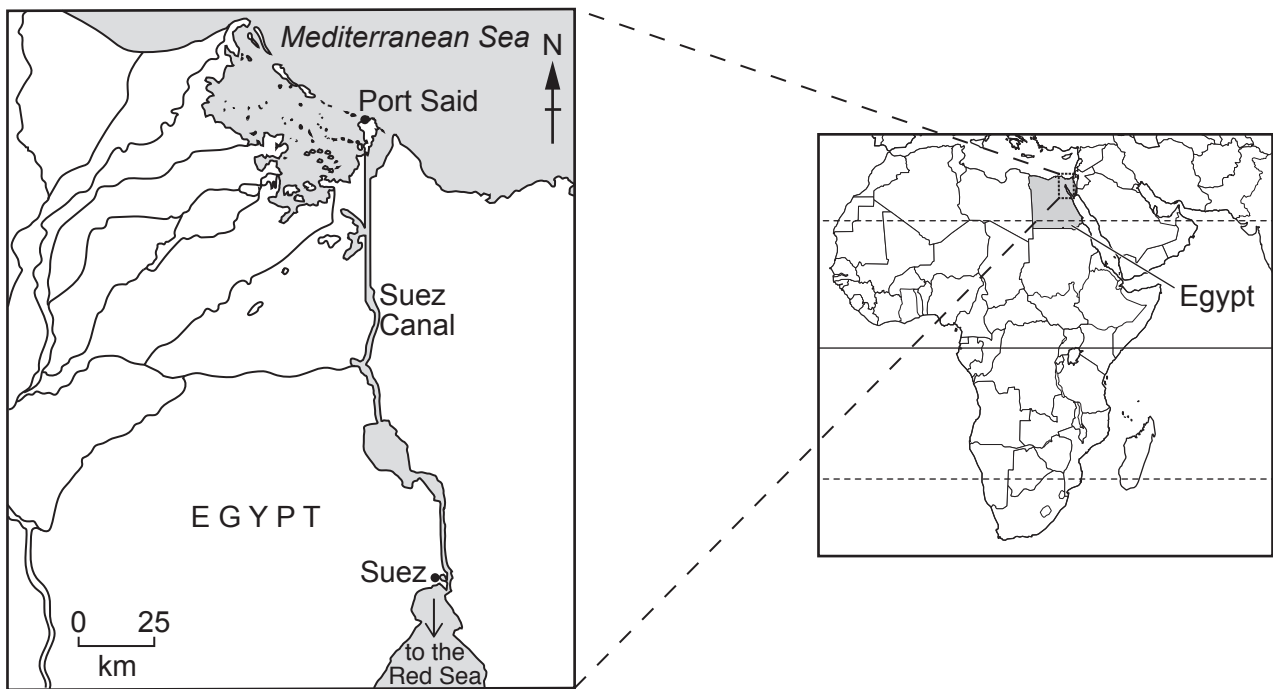 Mediterranean Sea
N
Port Said
Suez
Canal
EGYPT
Suez
0 25
km
to the
Red Sea
Egypt